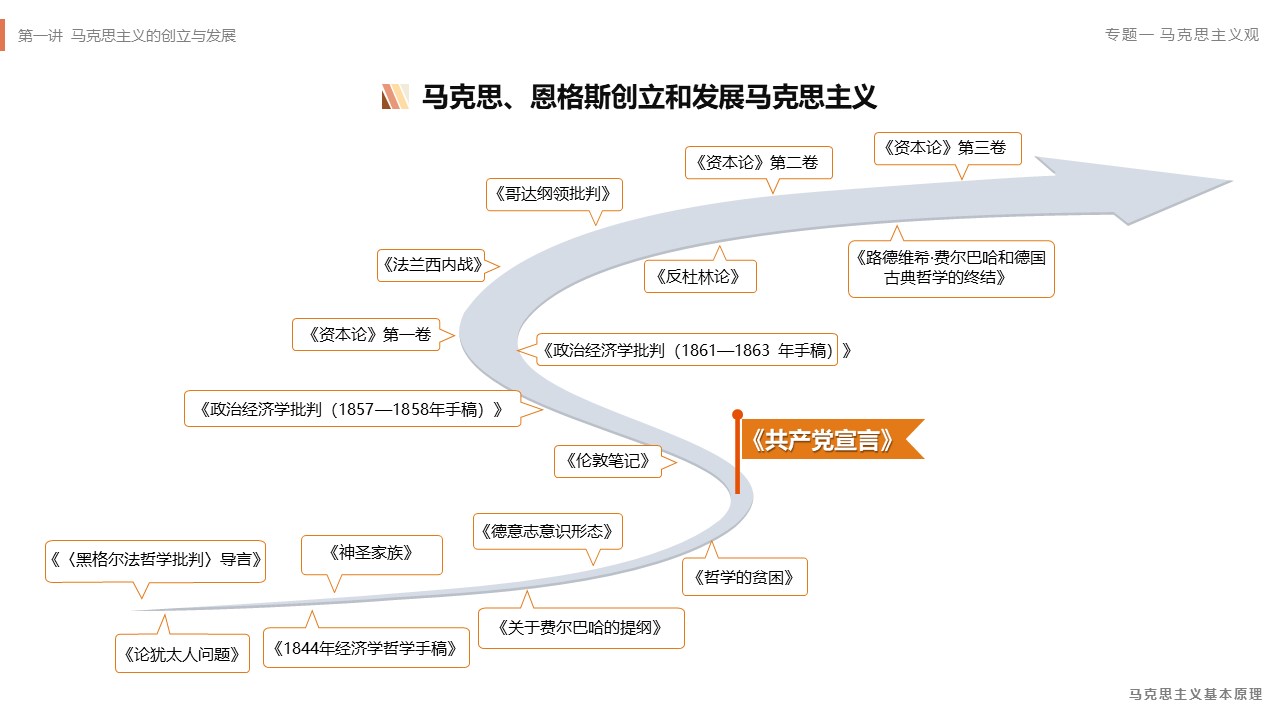 第一讲 马克思主义的创立与发展
专题一 马克思主义观
马克思、恩格斯创立和发展马克思主义
《资本论》第三卷
《资本论》第二卷
《哥达纲领批判》
《法兰西内战》
《反杜林论》
《路德维希·费尔巴哈和德国
古典哲学的终结》
《资本论》第一卷
《政治经济学批判（1861—1863 年手稿）》
《政治经济学批判（1857—1858年手稿）》
《共产党宣言》
《伦敦笔记》
《德意志意识形态》
《神圣家族》
《〈黑格尔法哲学批判〉导言》
《哲学的贫困》
《关于费尔巴哈的提纲》
《1844年经济学哲学手稿》
《论犹太人问题》
马克思主义基本原理